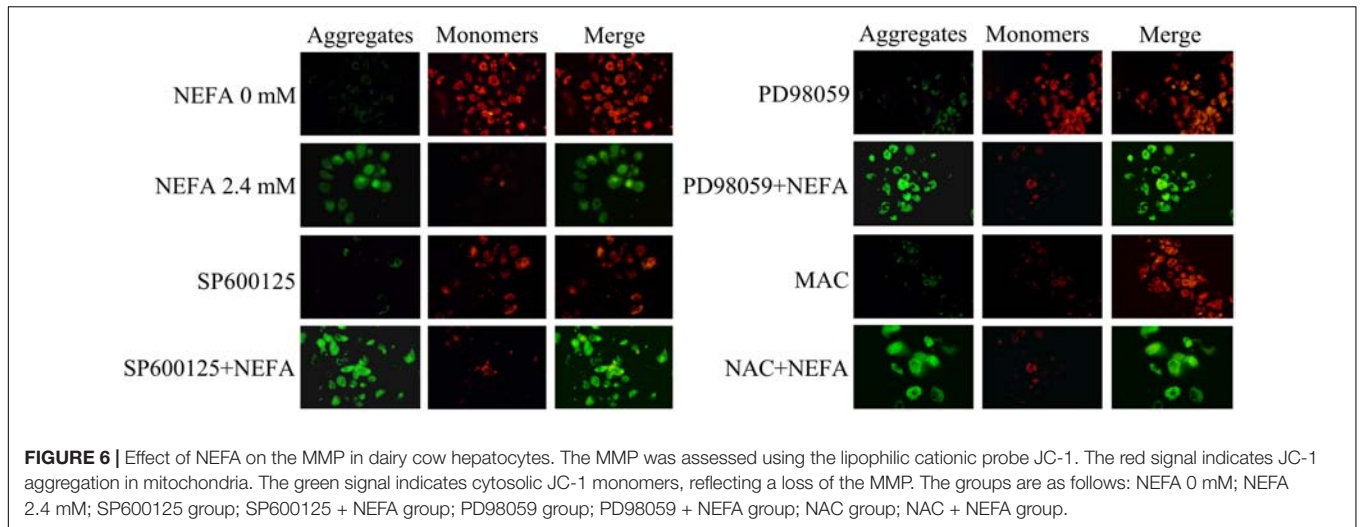 Aggregates Monomers Merge
NEFA 0 mM
NEFA 2.4 mM
SP600125
SP600125+NEFA
Aggregates Monomers Merge
PD98059
PD98059+NEFA
MAC
NAC+NEFA
FIGURE 6 | Effect of NEFA on the MMP in dairy cow hepatocytes. The MMP was assessed using the lipophilic cationic probe JC-1. The red signal indicates JC-1
aggregation in mitochondria. The green signal indicates cytosolic JC-1 monomers, reflecting a loss of the MMP. The groups are as follows: NEFA 0 mM; NEFA
2.4 mM; SP600125 group; SP600125 + NEFA group; PD98059 group; PD98059 + NEFA group; NAC group; NAC + NEFA group.